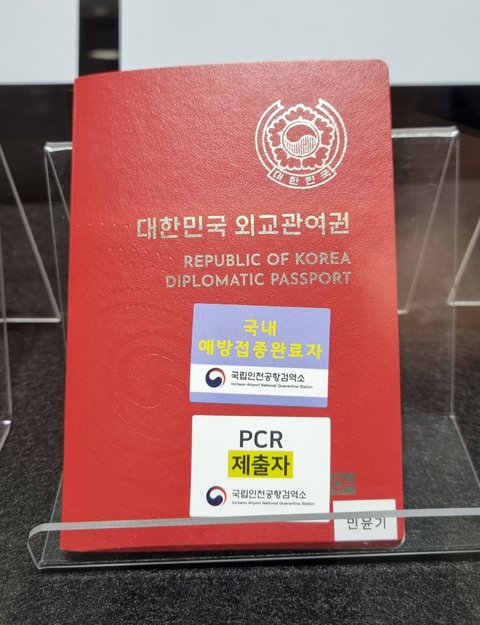 대한민국
대한민국 외교관여권
REPUBLIC OF KOREA
DIPLOMATIC PASSPORT
국내
예방접종완료자
국립인천공항검역소
Incheon Airport National Quarantine Station
PCR
제출자
국립인천공항검역소
Incheon Airport National Quarantine Station
민윤기